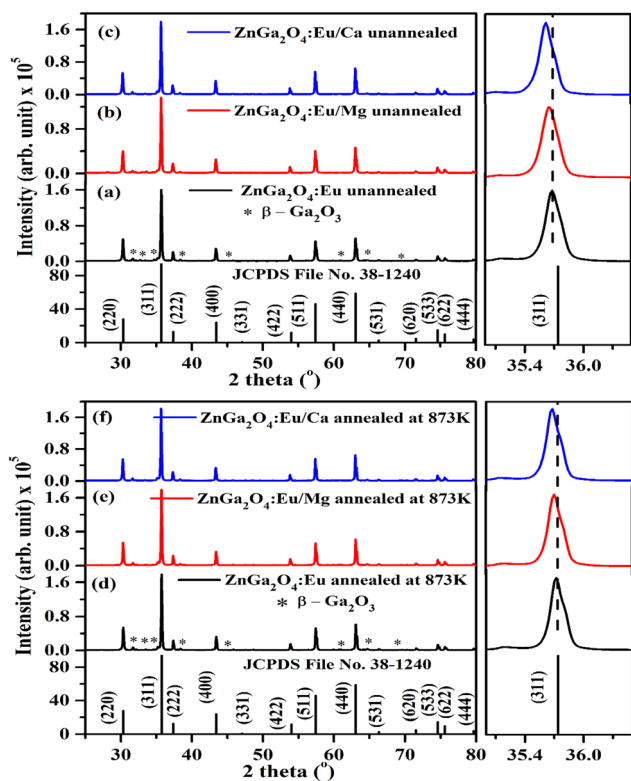 (c)
ZnGa₂O₄:Eu/Ca unannealed
1.6
0.8
0.0
(b)
ZnGa₂O₄:Eu/Mg unannealed
0.8
0.0
(a)
ZnGa₂O₄:Eu unannealed
* β – Ga₂O₃
1.6
0.8
0.0
* * * * * * * *
Intensity (arb. unit) x 10⁵
JCPDS File No. 38-1240
80
40
0
(220) (311) (222) (400) (331) (422) (511) (440) (531) (620) (533) (622) (444)
30 40 50 60 70 80
2 theta (°)
(311)
35.4 36.0
(f)
ZnGa₂O₄:Eu/Ca annealed at 873K
1.6
0.8
0.0
(e)
ZnGa₂O₄:Eu/Mg annealed at 873K
1.6
0.8
0.0
(d)
ZnGa₂O₄:Eu annealed at 873K
* β – Ga₂O₃
1.6
0.8
0.0
* * * * * * * *
Intensity (arb. unit) x 10⁵
JCPDS File No. 38-1240
80
40
0
(220) (311) (222) (400) (331) (422) (511) (440) (531) (620) (533) (622) (444)
30 40 50 60 70 80
2 theta (°)
(311)
35.4 36.0